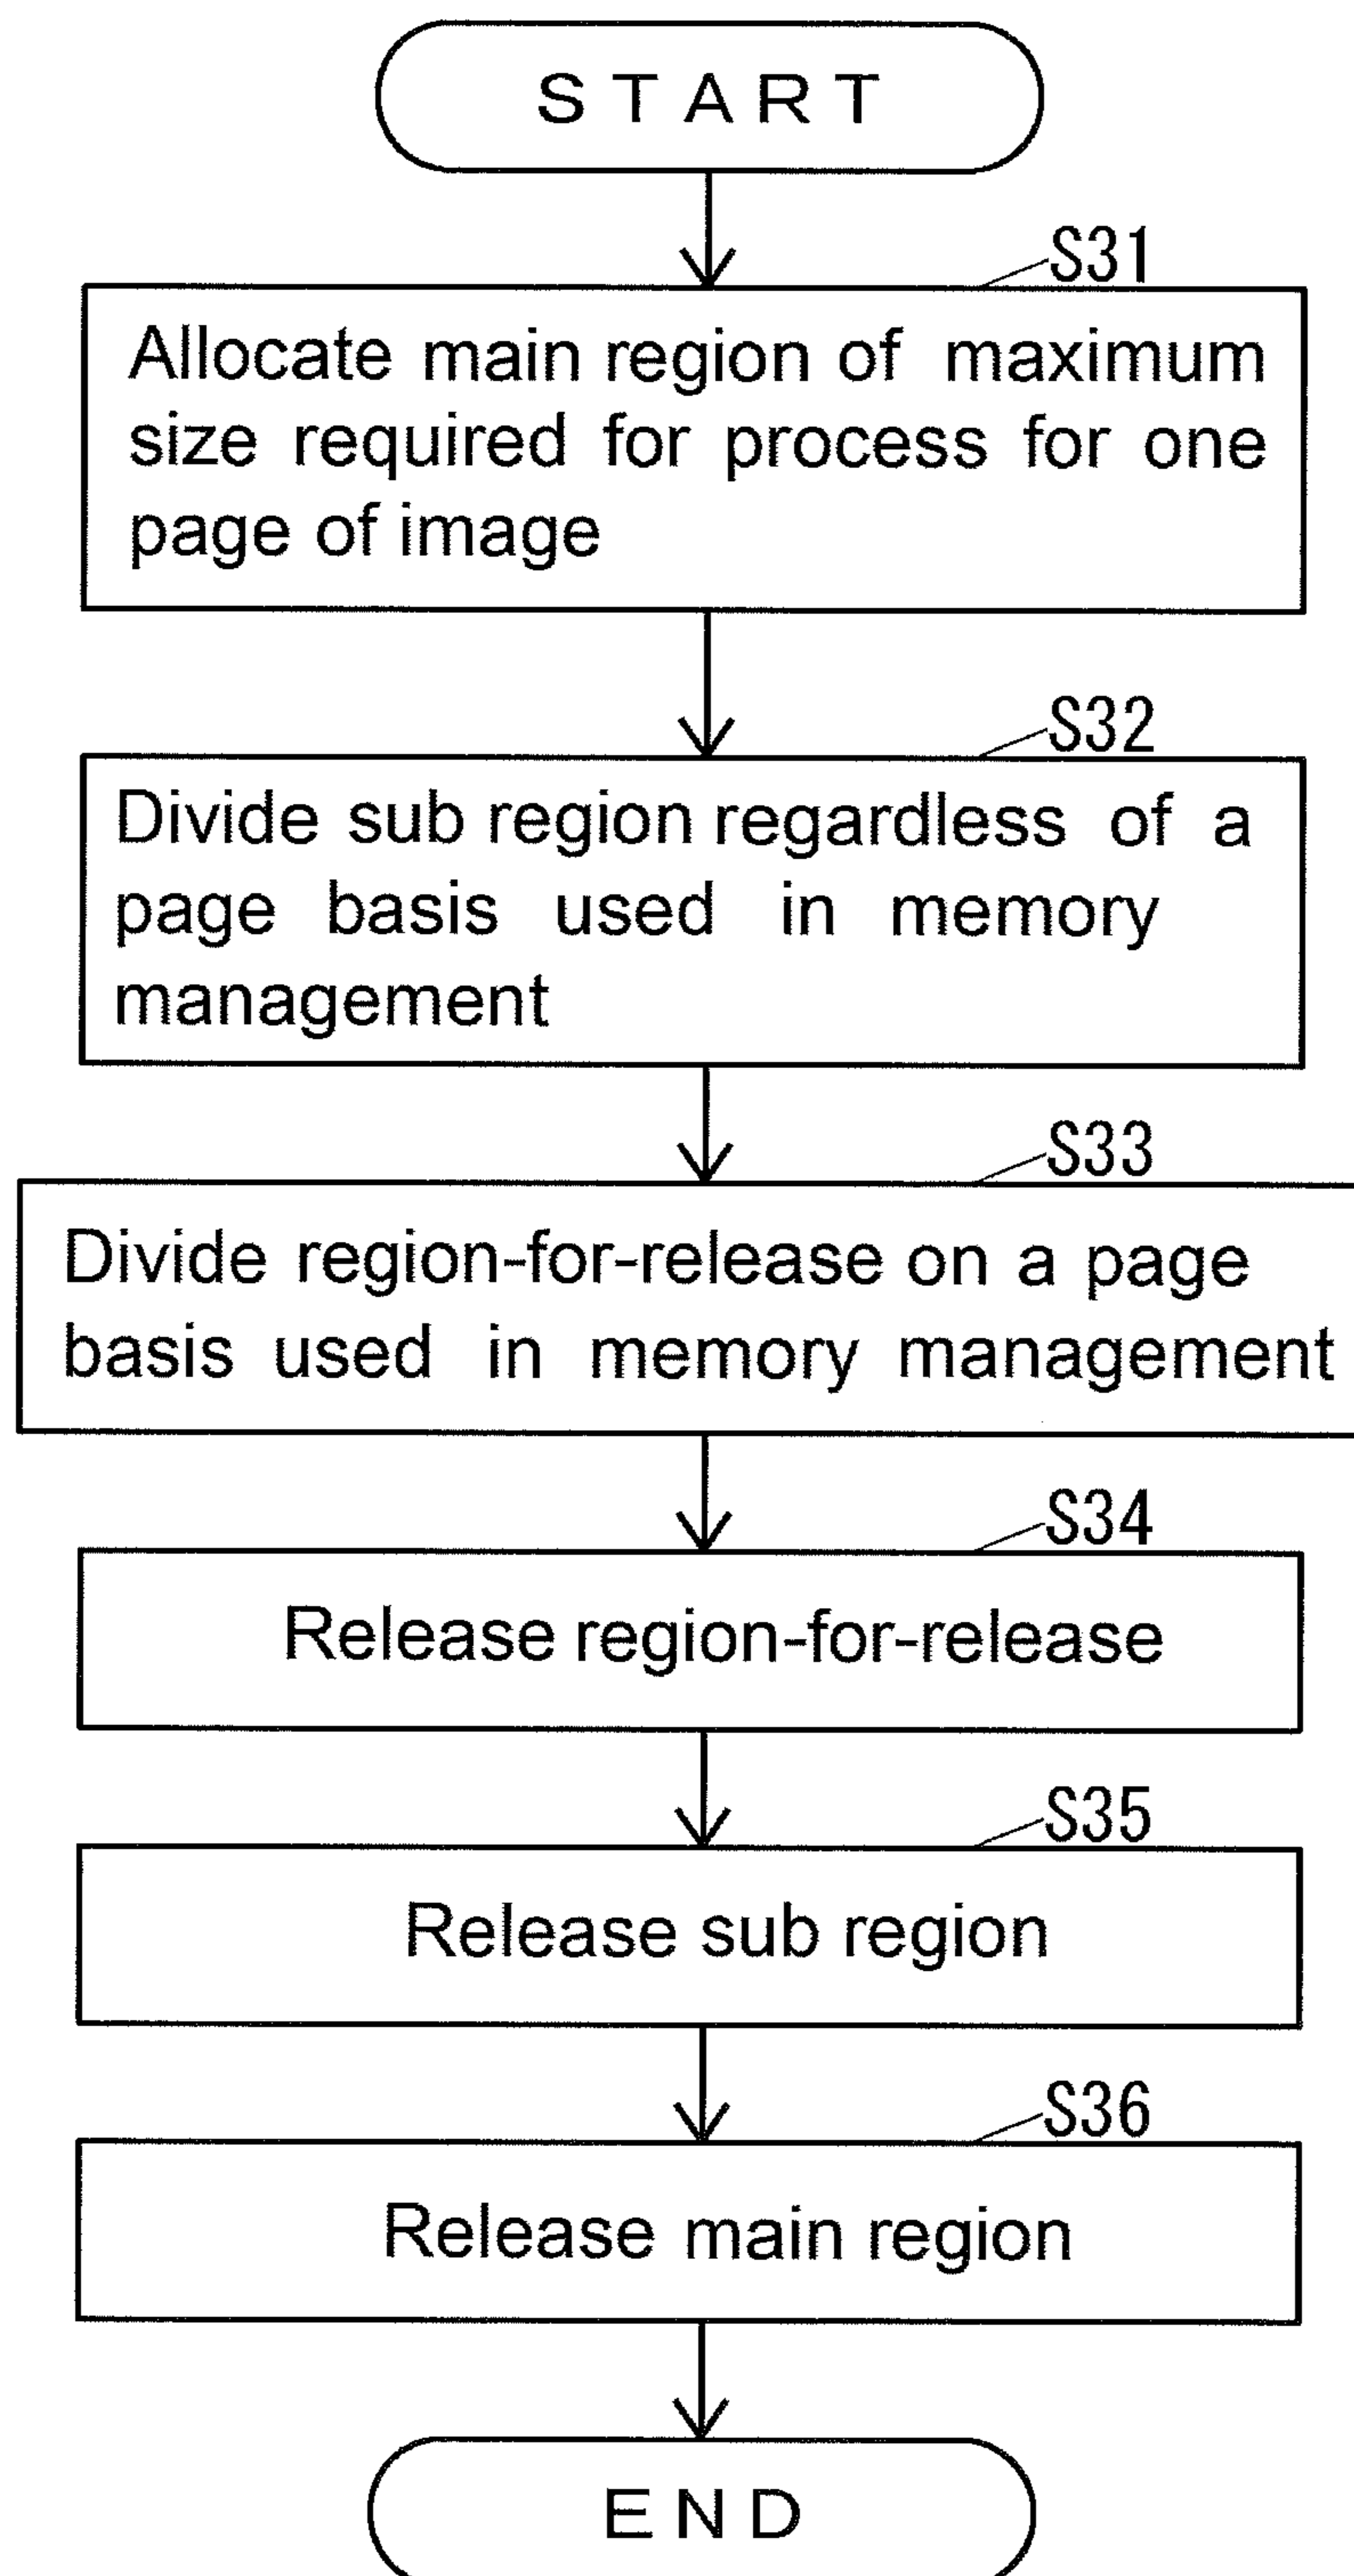 START
S31
Allocate main region of maximum
size required for process for one
page of image
S32
Divide sub region regardless of a
page basis used in memory
management
S33
Divide region-for-release on a page
basis used in memory management
S34
Release region-for-release
S35
Release sub region
S36
Release main region
END